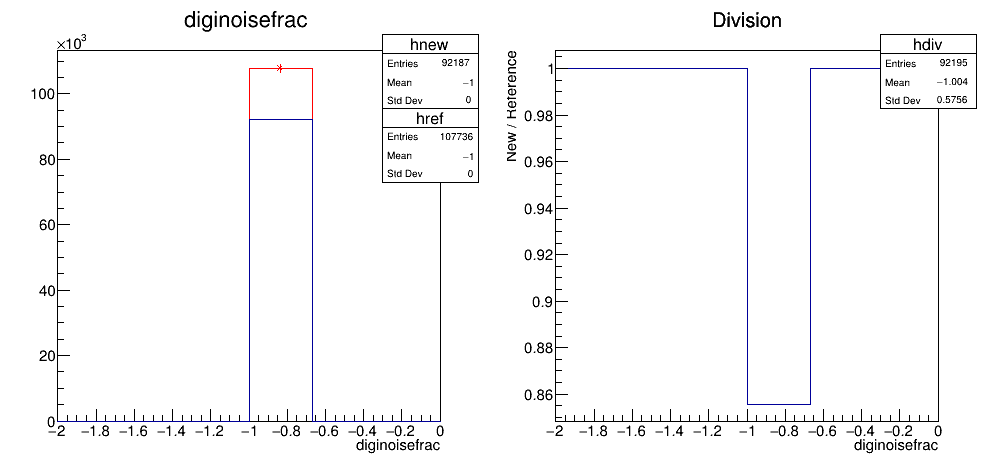 diginoisefrac
×10³
100
80
60
40
20
0
−2 −1.8 −1.6 −1.4 −1.2 −1 −0.8 −0.6 −0.4 −0.2 0
diginoisefrac
hnew
Entries 92187
Mean −1
Std Dev 0
href
Entries 107736
Mean −1
Std Dev 0
Division
New / Reference
1
0.98
0.96
0.94
0.92
0.9
0.88
0.86
−2 −1.8 −1.6 −1.4 −1.2 −1 −0.8 −0.6 −0.4 −0.2 0
diginoisefrac
hdiv
Entries 92195
Mean −1.004
Std Dev 0.5756